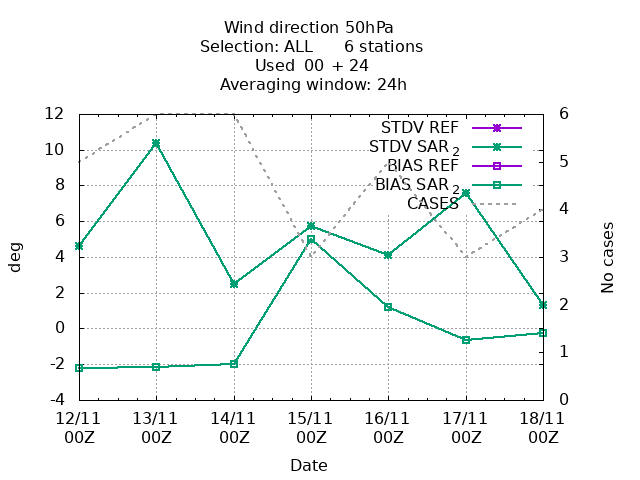 Wind direction 50hPa
Selection: ALL 6 stations
Used 00 + 24
Averaging window: 24h
12
10
8
6
4
2
0
-2
-4
deg
STDV REF
STDV SAR 2
BIAS REF
BIAS SAR 2
CASES
6
5
4
3
2
1
0
No cases
12/11 13/11 14/11 15/11 16/11 17/11 18/11
00Z 00Z 00Z 00Z 00Z 00Z 00Z
Date